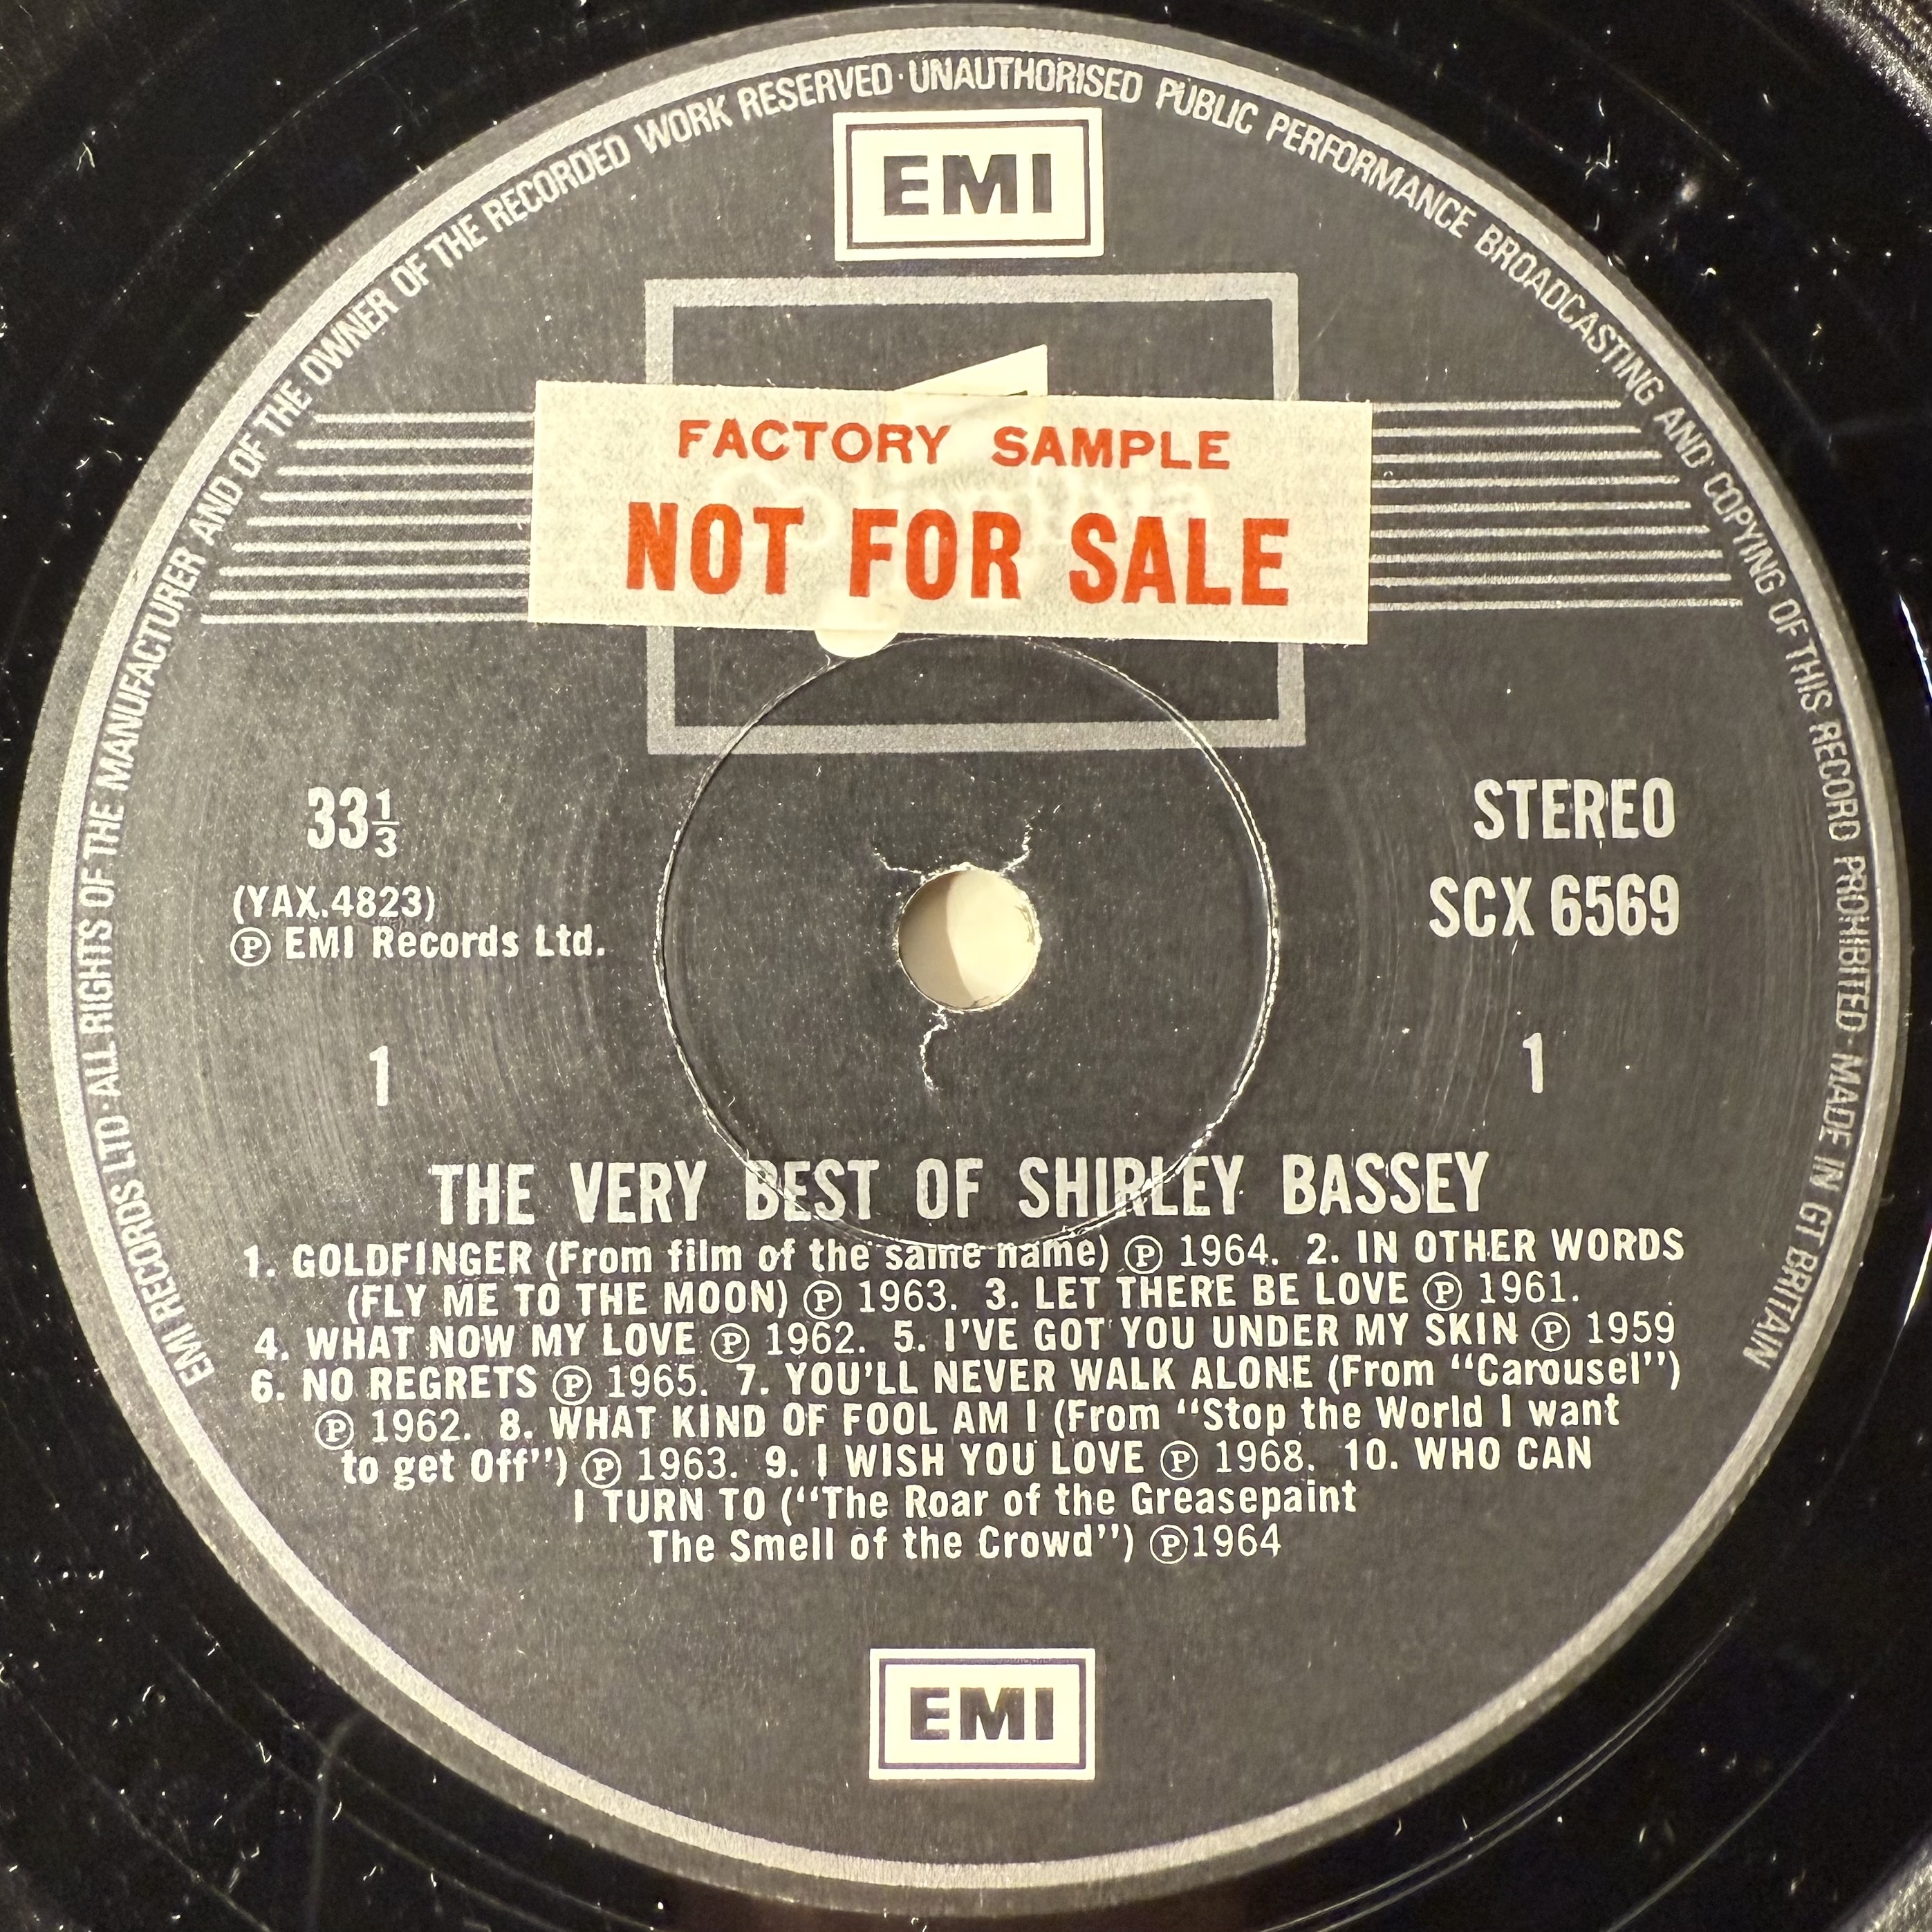 EMI RECORDS LTD · ALL RIGHTS OF THE MANUFACTURER AND OF THE OWNER OF THE RECORDED WORK RESERVED · UNAUTHORISED PUBLIC PERFORMANCE BROADCASTING AND COPYING OF THIS RECORD PROHIBITED · MADE IN GT BRITAIN
EMI
FACTORY SAMPLE
Columbia
NOT FOR SALE
33⅓
STEREO
(YAX.4823)
SCX 6569
Ⓟ EMI Records Ltd.
1 1
THE VERY BEST OF SHIRLEY BASSEY
1. GOLDFINGER (From film of the same name) Ⓟ 1964. 2. IN OTHER WORDS
(FLY ME TO THE MOON) Ⓟ 1963. 3. LET THERE BE LOVE Ⓟ 1961.
4. WHAT NOW MY LOVE Ⓟ 1962. 5. I'VE GOT YOU UNDER MY SKIN Ⓟ 1959
6. NO REGRETS Ⓟ 1965. 7. YOU'LL NEVER WALK ALONE (From "Carousel")
Ⓟ 1962. 8. WHAT KIND OF FOOL AM I (From "Stop the World I want
to get Off") Ⓟ 1963. 9. I WISH YOU LOVE Ⓟ 1968. 10. WHO CAN
I TURN TO ("The Roar of the Greasepaint
The Smell of the Crowd") Ⓟ1964
EMI